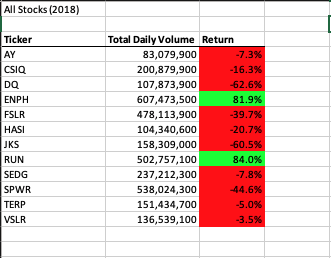 All Stocks (2018)
Ticker Total Daily Volume Return
AY 83,079,900 -7.3%
CSIQ 200,879,900 -16.3%
DQ 107,873,900 -62.6%
ENPH 607,473,500 81.9%
FSLR 478,113,900 -39.7%
HASI 104,340,600 -20.7%
JKS 158,309,000 -60.5%
RUN 502,757,100 84.0%
SEDG 237,212,300 -7.8%
SPWR 538,024,300 -44.6%
TERP 151,434,700 -5.0%
VSLR 136,539,100 -3.5%